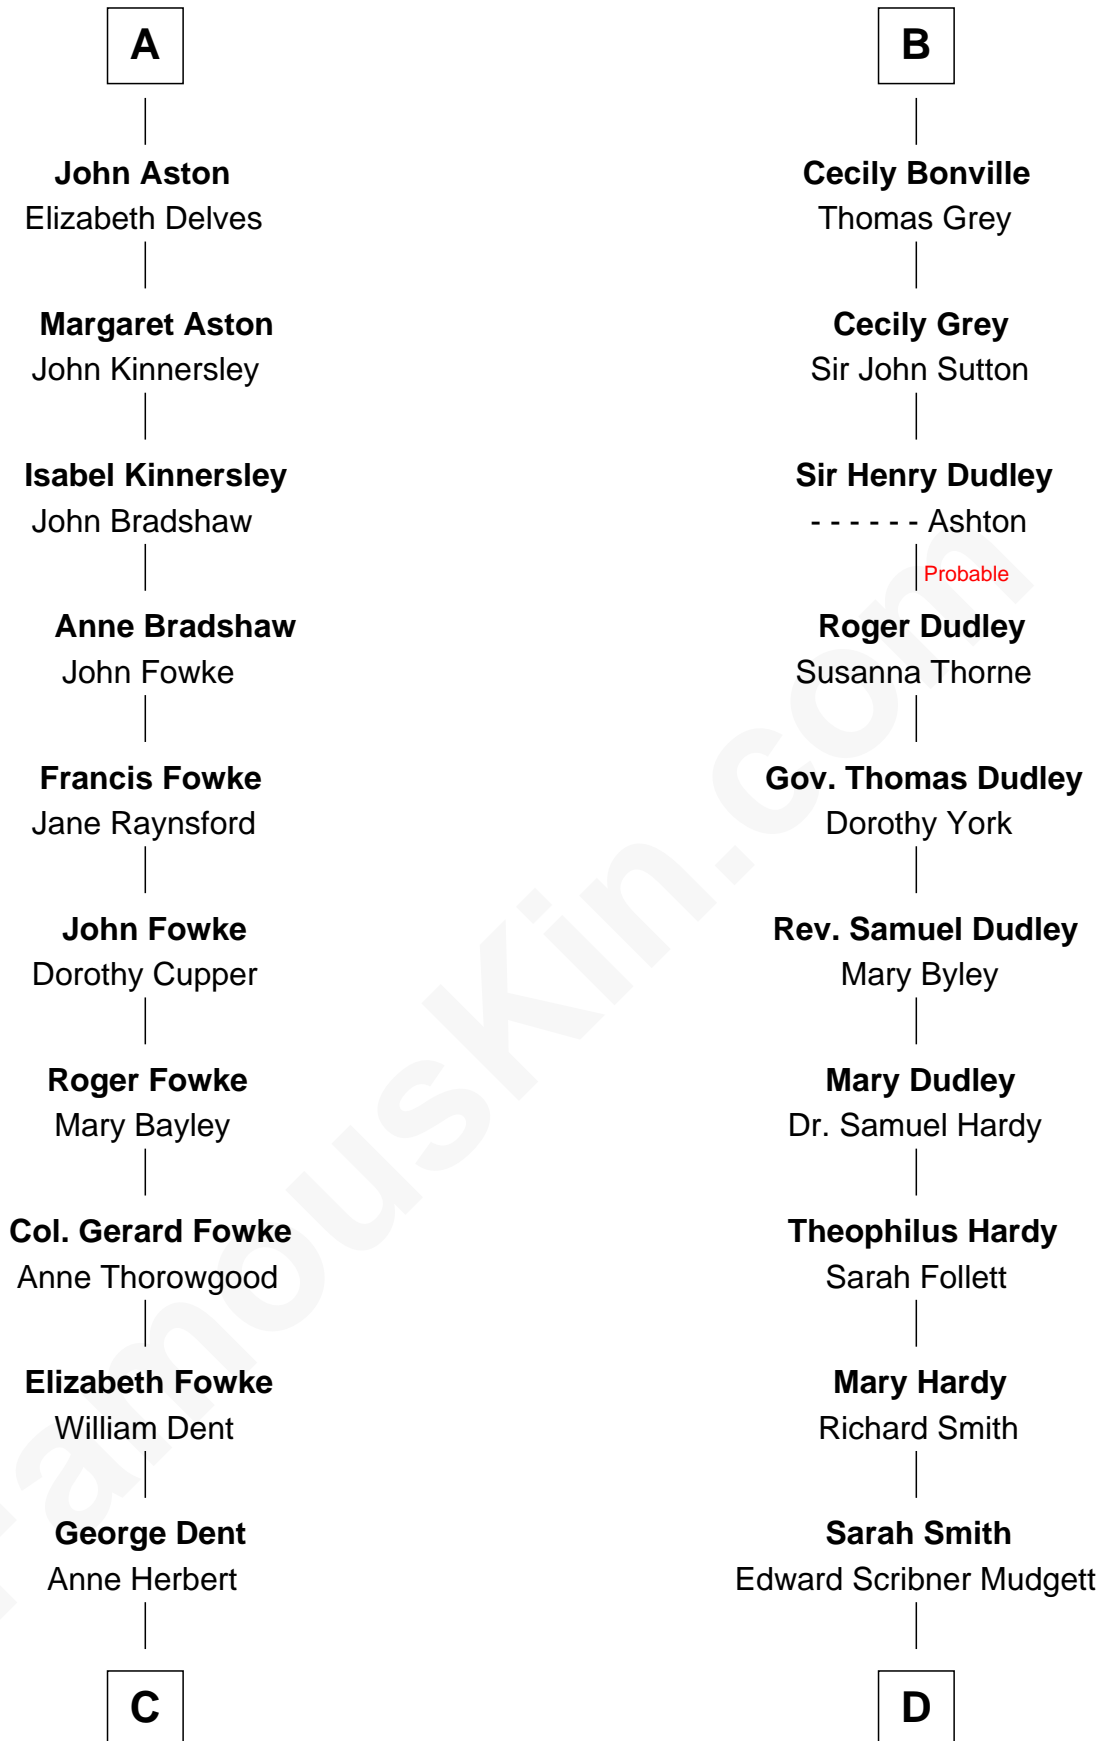 A
John Aston
Elizabeth Delves
Margaret Aston
John Kinnersley
Isabel Kinnersley
John Bradshaw
Anne Bradshaw
John Fowke
Francis Fowke
Jane Raynsford
John Fowke
Dorothy Cupper
Roger Fowke
Mary Bayley
Col. Gerard Fowke
Anne Thorowgood
Elizabeth Fowke
William Dent
George Dent
Anne Herbert
C
B
Cecily Bonville
Thomas Grey
Cecily Grey
Sir John Sutton
Sir Henry Dudley
- - - - - - Ashton
Probable
Roger Dudley
Susanna Thorne
Gov. Thomas Dudley
Dorothy York
Rev. Samuel Dudley
Mary Byley
Mary Dudley
Dr. Samuel Hardy
Theophilus Hardy
Sarah Follett
Mary Hardy
Richard Smith
Sarah Smith
Edward Scribner Mudgett
D
FamousKin.com